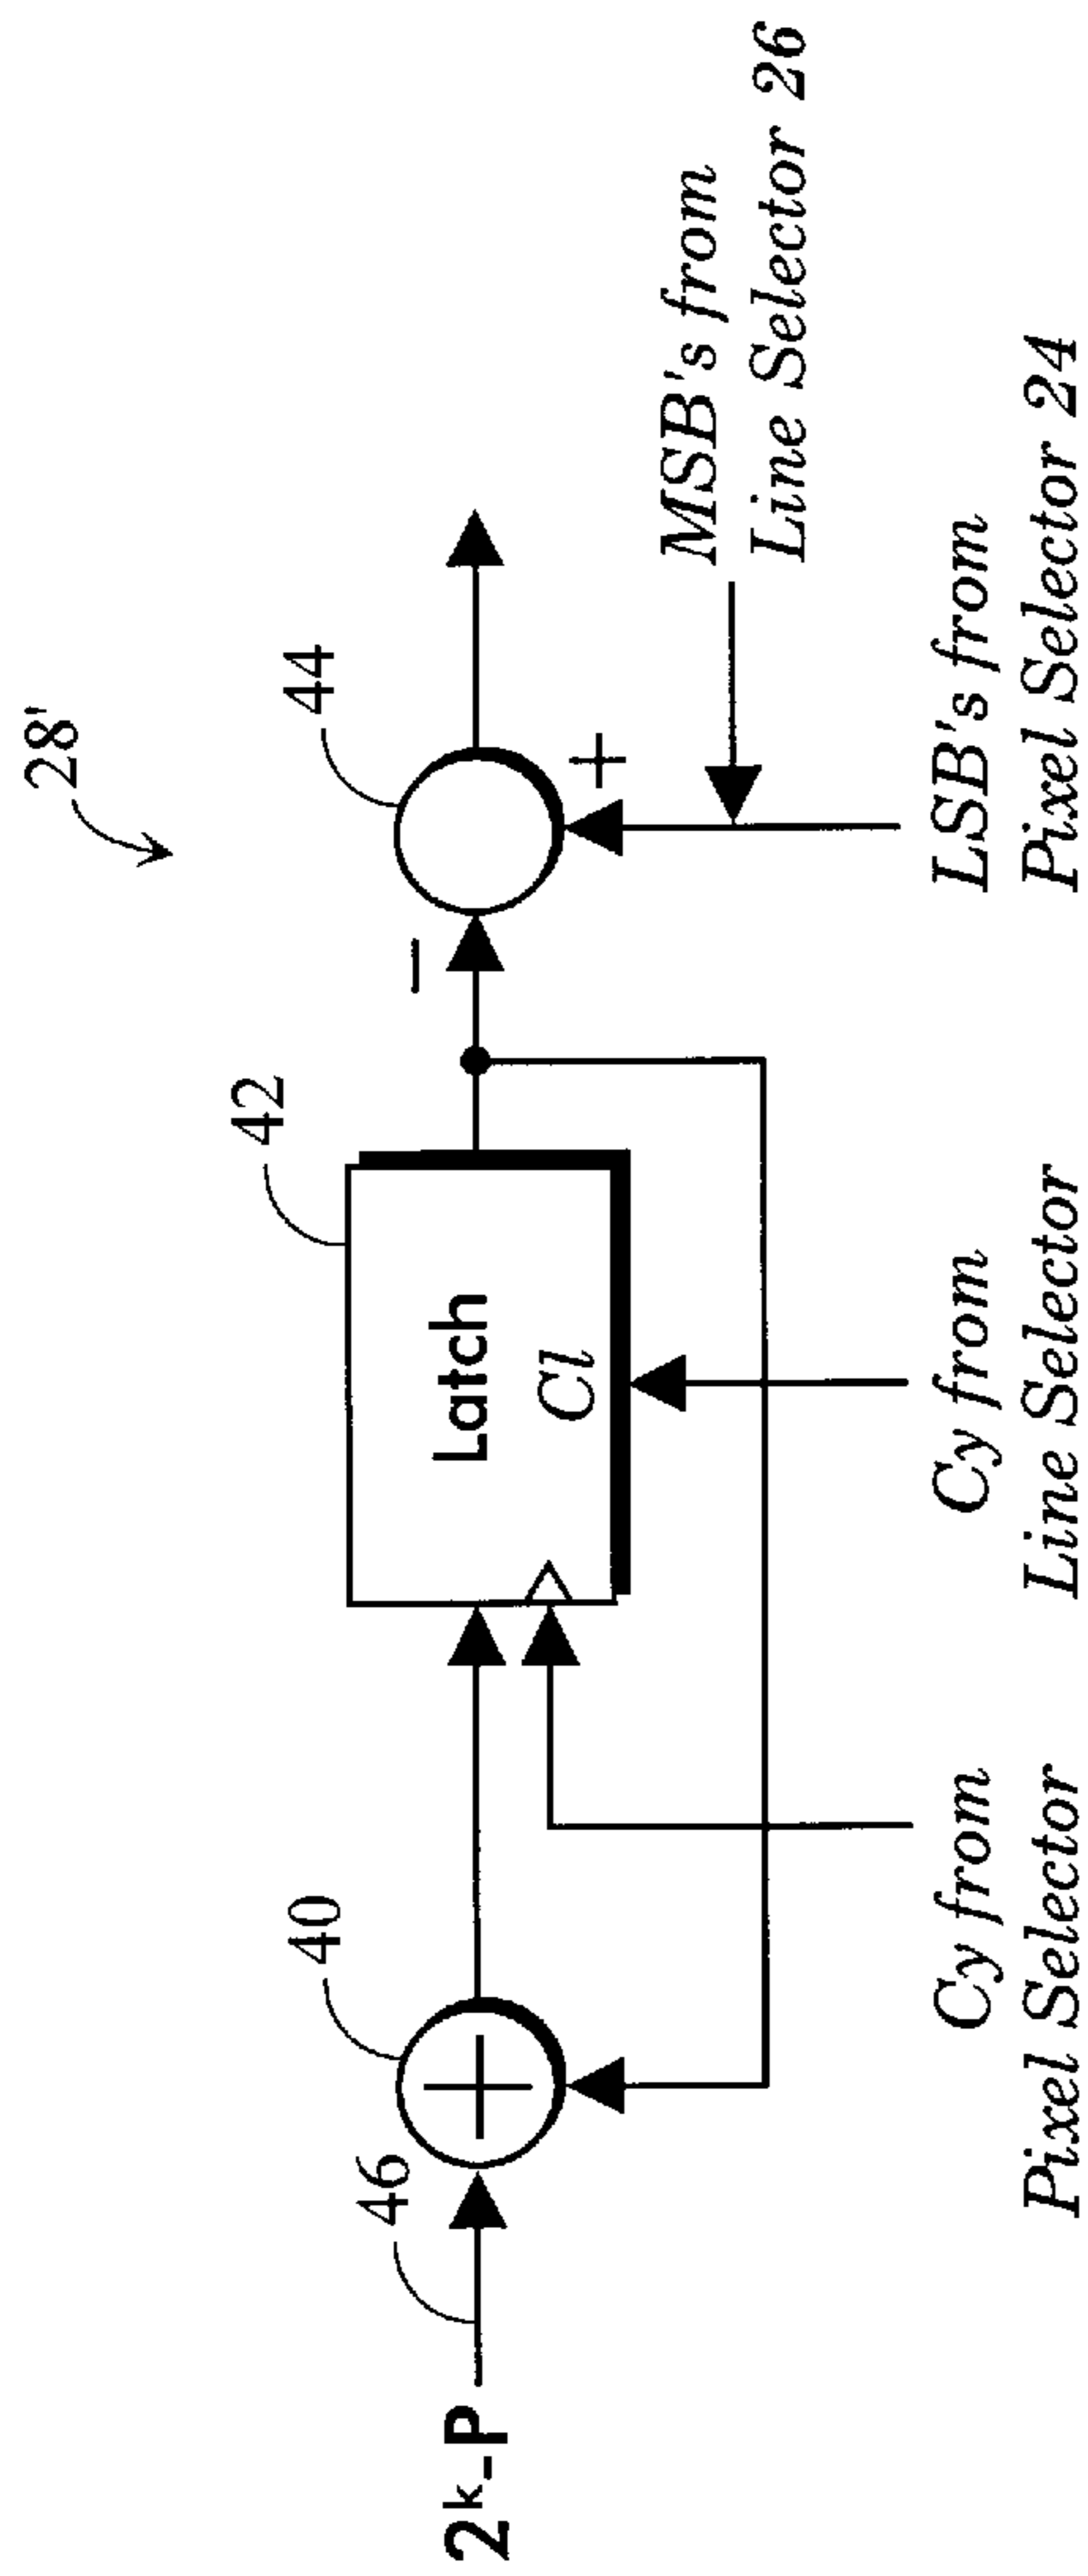 28'
46
40
42
44
2ᵏ-P
+
Latch
Cl
−
+
MSB's from
Line Selector 26
Cy from
Pixel Selector
Cy from
Line Selector
LSB's from
Pixel Selector 24